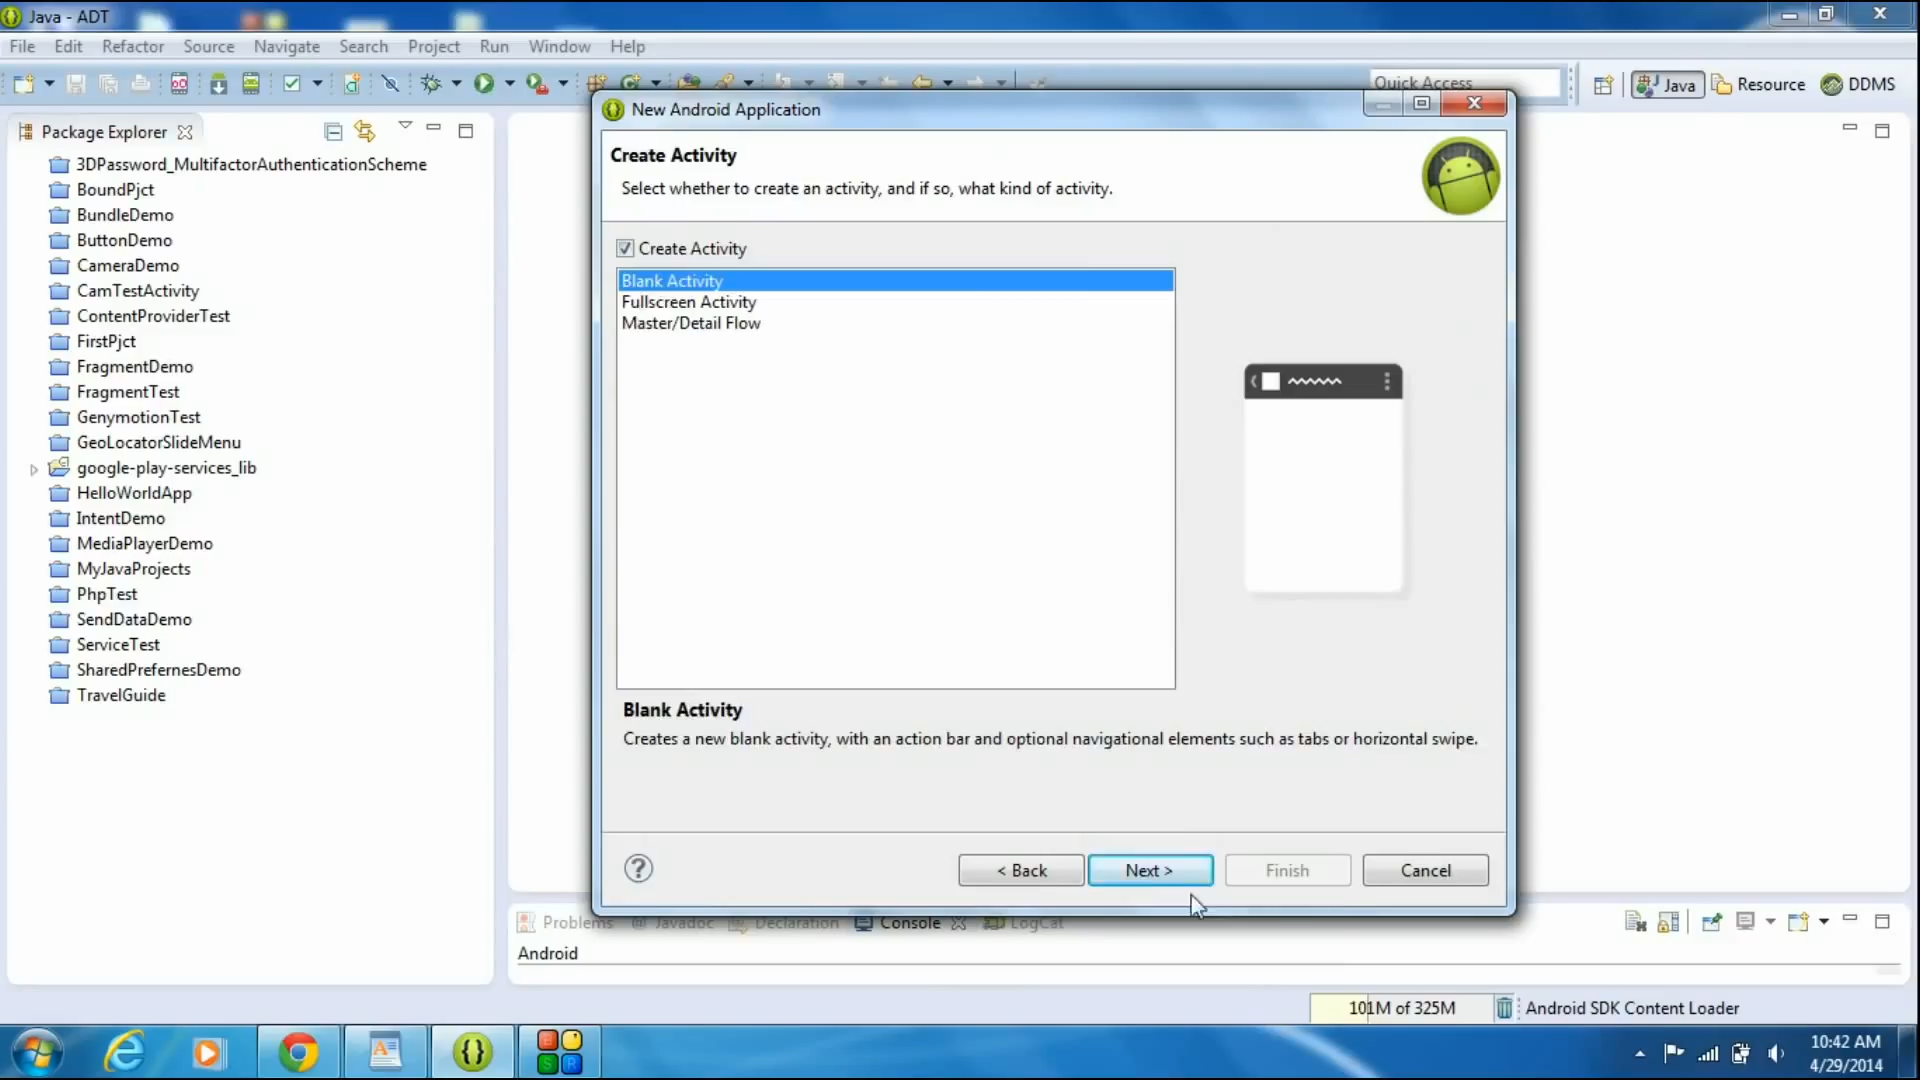 Java - ADT
File Edit Refactor Source Navigate Search Project Run Window Help
Quick Access
Java Resource DDMS
Package Explorer
3DPassword_MultifactorAuthenticationScheme
BoundPjct
BundleDemo
ButtonDemo
CameraDemo
CamTestActivity
ContentProviderTest
FirstPjct
FragmentDemo
FragmentTest
GenymotionTest
GeoLocatorSlideMenu
google-play-services_lib
HelloWorldApp
IntentDemo
MediaPlayerDemo
MyJavaProjects
PhpTest
SendDataDemo
ServiceTest
SharedPrefernesDemo
TravelGuide
New Android Application
Create Activity
Select whether to create an activity, and if so, what kind of activity.
Create Activity
Blank Activity
Fullscreen Activity
Master/Detail Flow
Blank Activity
Creates a new blank activity, with an action bar and optional navigational elements such as tabs or horizontal swipe.
< Back Next > Finish Cancel
Problems @ Javadoc Declaration Console LogCat
Android
101M of 325M
Android SDK Content Loader
10:42 AM
4/29/2014